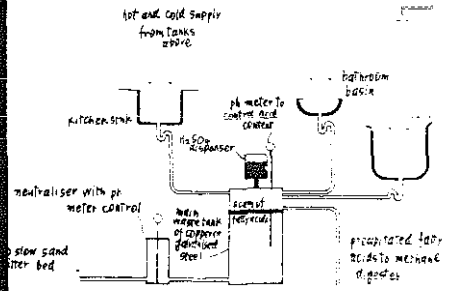 hot and cold supply
from tanks
above
kitchen sink
ph meter to
control acid
content
H₂SO₄
dispenser
bathroom
basin
neutraliser with ph
meter control
main
waste tank
of copper or
galvanised
steel
scum of
fatty acids
precipitated fatty
acids to methane
digester
o slow sand
lter bed